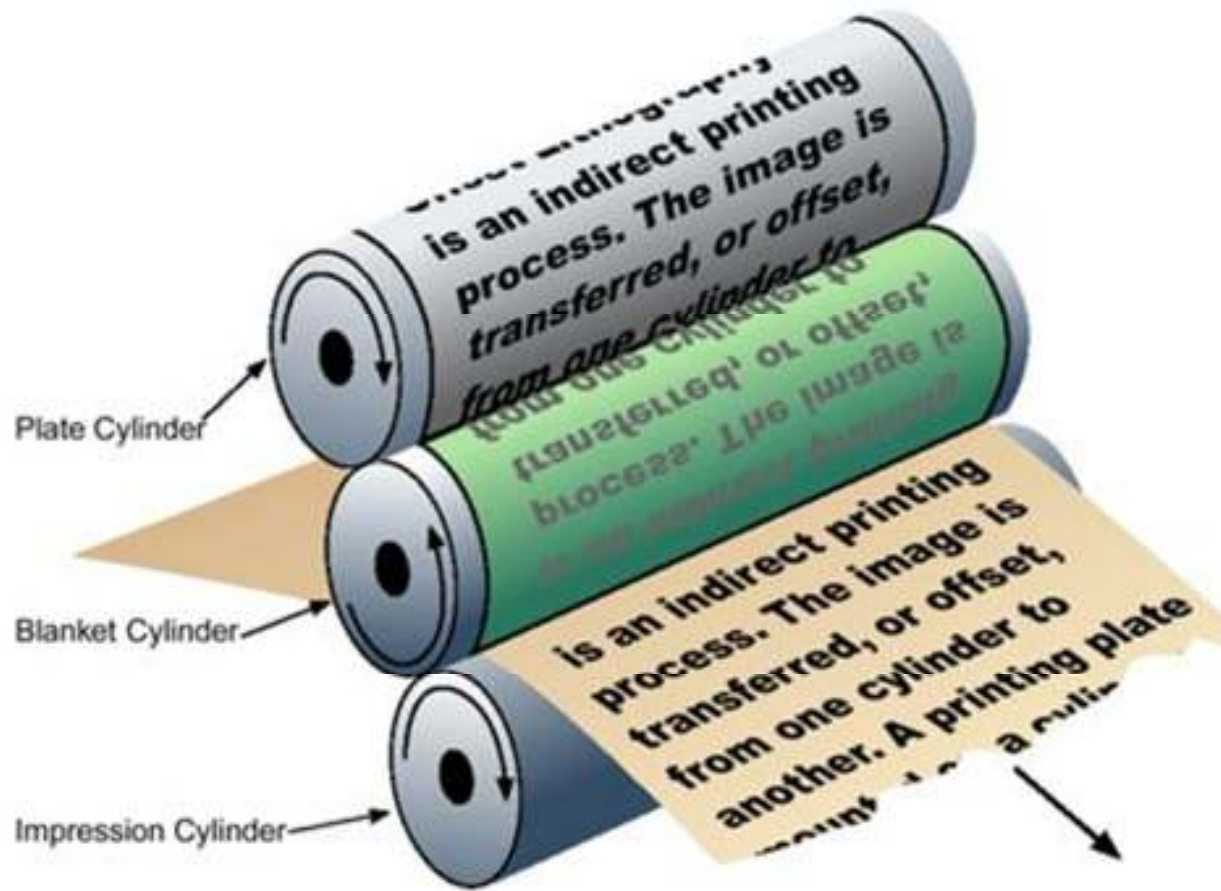 is an indirect printing
process. The image is
transferred, or offset,
from one cylinder to
from one cylinder to
transferred, or offset,
process. The image is
Plate Cylinder
is an indirect printing
process. The image is
transferred, or offset,
from one cylinder to
another. A printing plate
a
Blanket Cylinder
Impression Cylinder